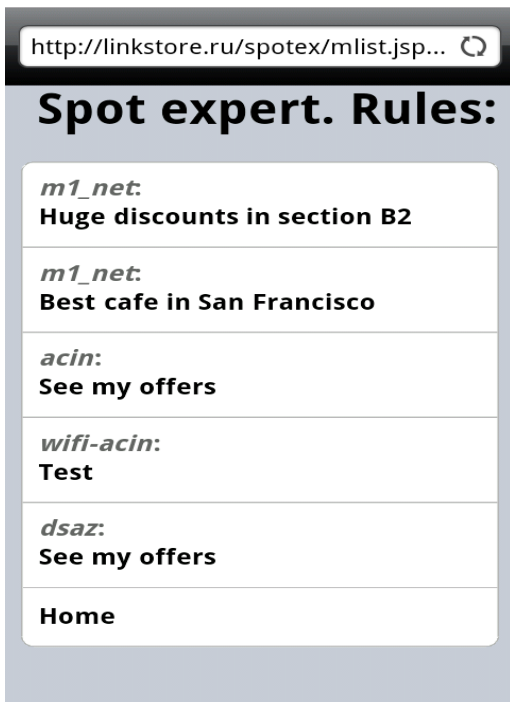 http://linkstore.ru/spotex/mlist.jsp...
Spot expert. Rules:
m1_net:
Huge discounts in section B2
m1_net:
Best cafe in San Francisco
acin:
See my offers
wifi-acin:
Test
dsaz:
See my offers
Home